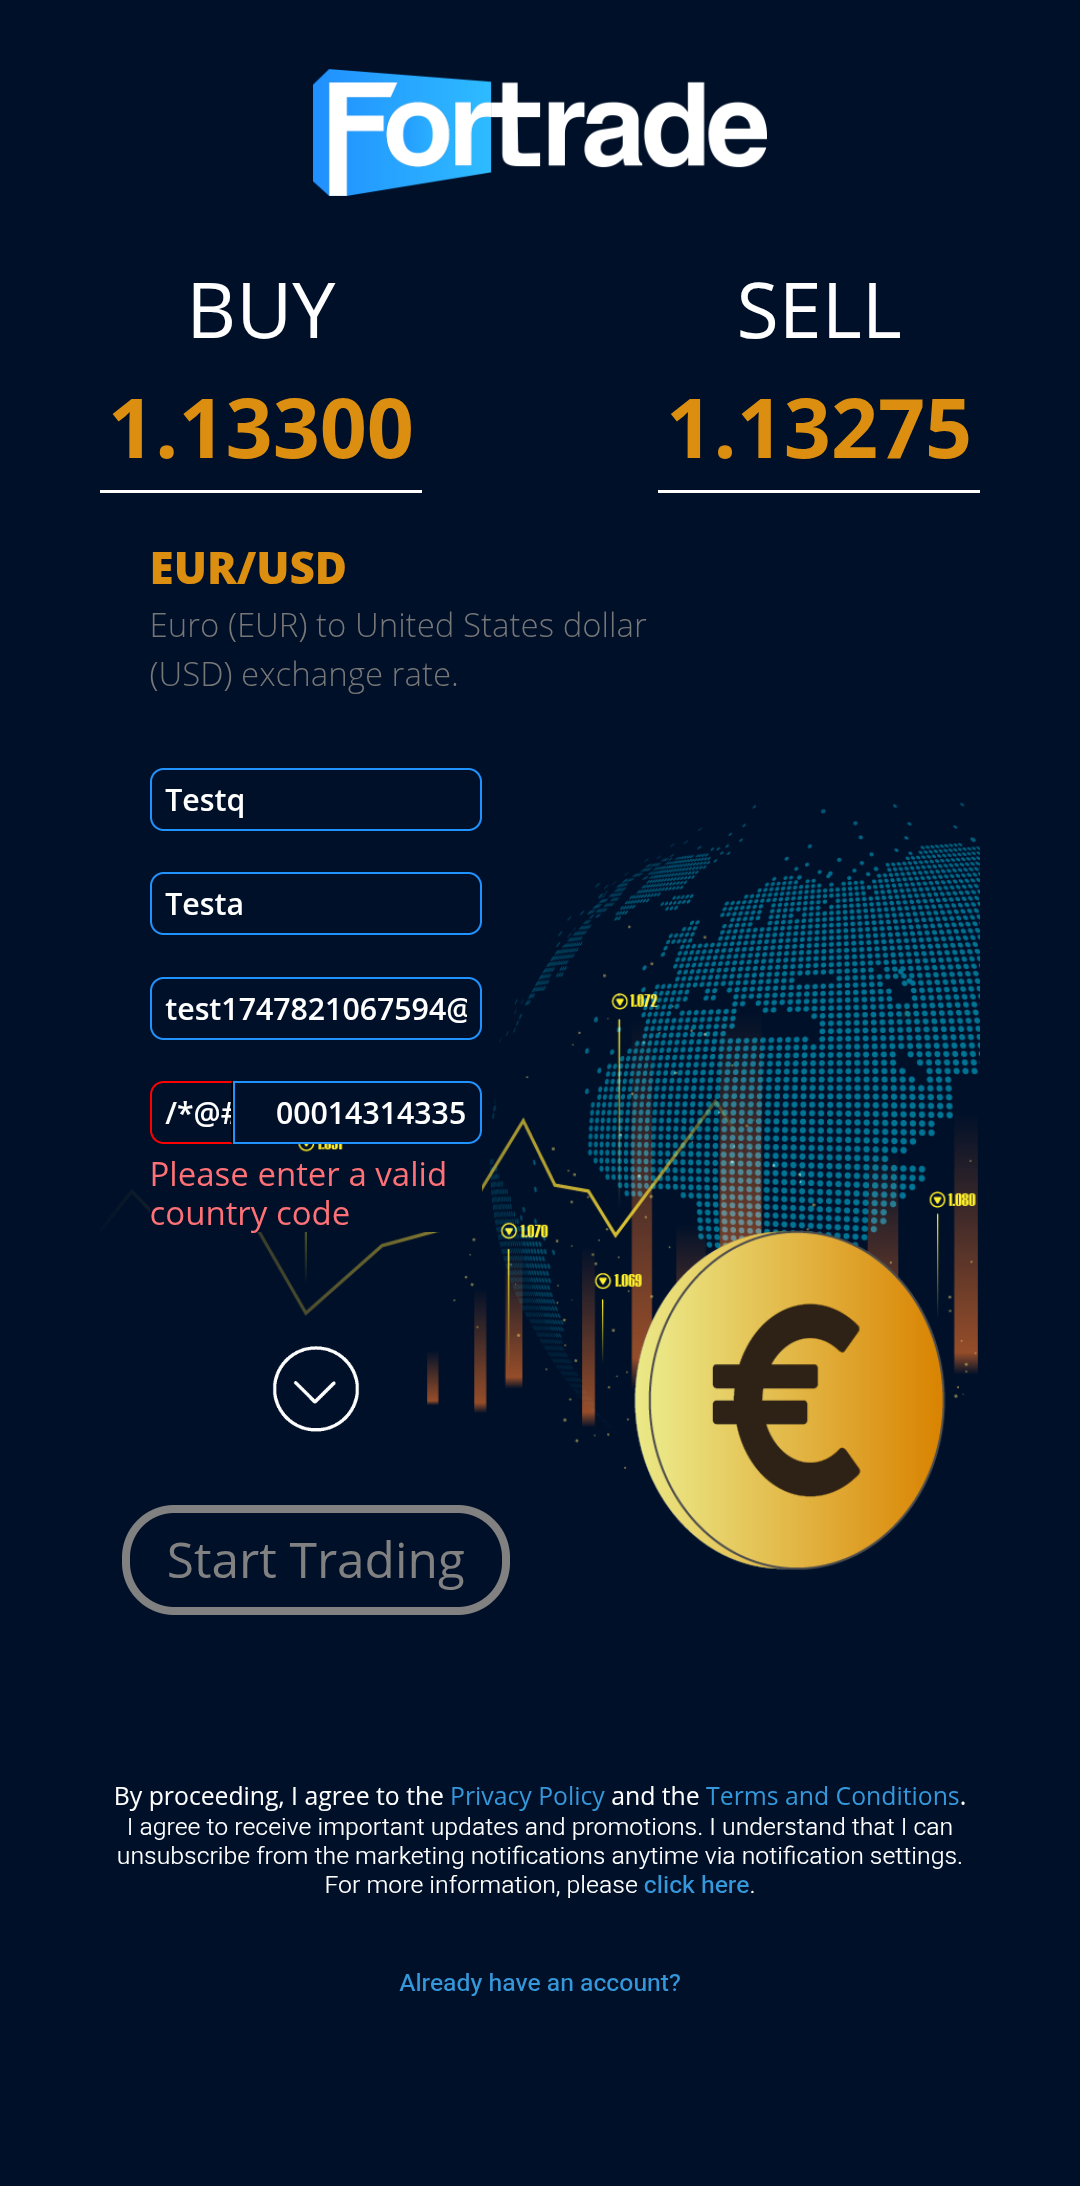 Fortrade
BUY
SELL
1.13300
1.13275
EUR/USD
Euro (EUR) to United States dollar
(USD) exchange rate.
Testq
Testa
test1747821067594@
1.072
/*@#
00014314335
Please enter a valid
country code
1.080
1.070
1.069
€
Start Trading
By proceeding, I agree to the Privacy Policy and the Terms and Conditions.
I agree to receive important updates and promotions. I understand that I can
unsubscribe from the marketing notifications anytime via notification settings.
For more information, please click here.
Already have an account?